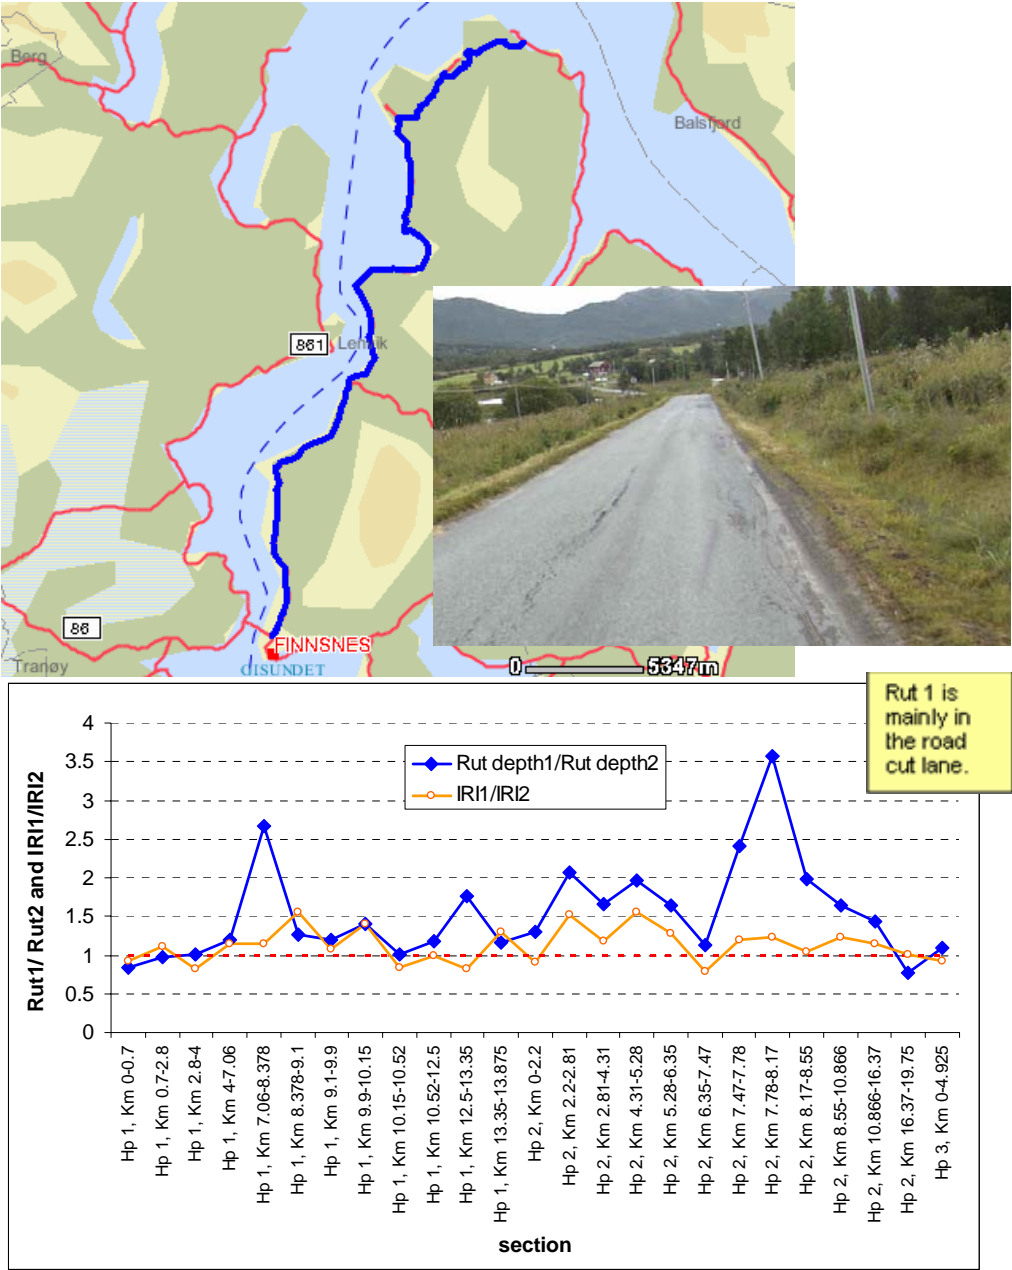 Berg
Balsfjord
861
Lenvik
86
FINNSNES
Tranøy
GISUNDET
0
5347m
Rut 1 is
mainly in
the road
cut lane.
Rut1/ Rut2 and IRI1/IRI2
4
3.5
3
2.5
2
1.5
1
0.5
0
Rut depth1/Rut depth2
IRI1/IRI2
Hp 1, Km 0-0.7
Hp 1, Km 0.7-2.8
Hp 1, Km 2.8-4
Hp 1, Km 4-7.06
Hp 1, Km 7.06-8.378
Hp 1, Km 8.378-9.1
Hp 1, Km 9.1-9.9
Hp 1, Km 9.9-10.15
Hp 1, Km 10.15-10.52
Hp 1, Km 10.52-12.5
Hp 1, Km 12.5-13.35
Hp 1, Km 13.35-13.875
Hp 2, Km 0-2.2
Hp 2, Km 2.2-2.81
Hp 2, Km 2.81-4.31
Hp 2, Km 4.31-5.28
Hp 2, Km 5.28-6.35
Hp 2, Km 6.35-7.47
Hp 2, Km 7.47-7.78
Hp 2, Km 7.78-8.17
Hp 2, Km 8.17-8.55
Hp 2, Km 8.55-10.866
Hp 2, Km 10.866-16.37
Hp 2, Km 16.37-19.75
Hp 3, Km 0-4.925
section